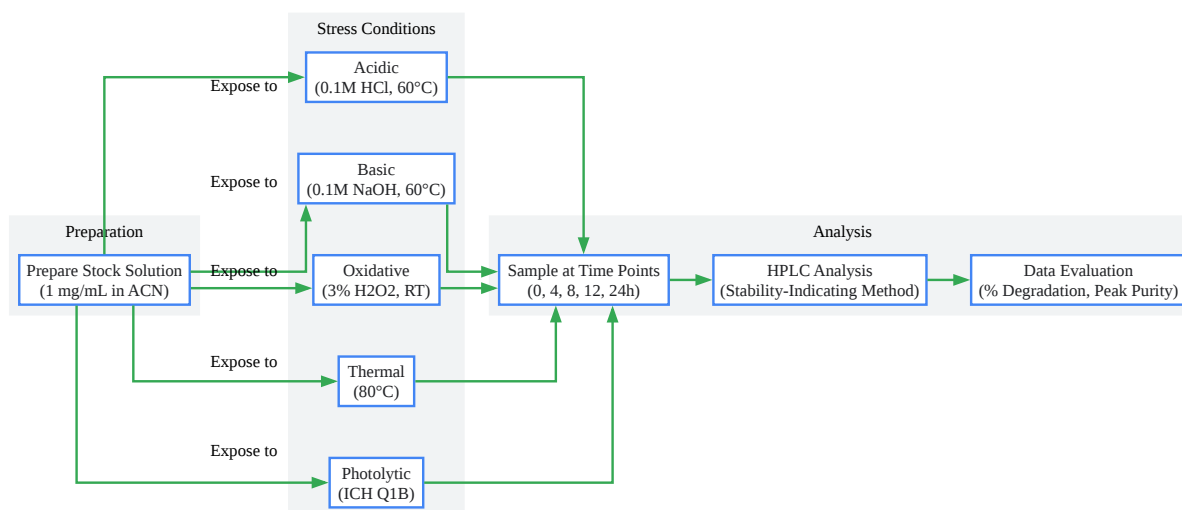 Stress Conditions
Acidic
(0.1M HCl, 60°C)
Expose to
Basic
(0.1M NaOH, 60°C)
Expose to
Preparation
Prepare Stock Solution
(1 mg/mL in ACN)
Expose to
Oxidative
(3% H2O2, RT)
Analysis
Sample at Time Points
(0, 4, 8, 12, 24h)
HPLC Analysis
(Stability-Indicating Method)
Data Evaluation
(% Degradation, Peak Purity)
Expose to
Thermal
(80°C)
Expose to
Photolytic
(ICH Q1B)